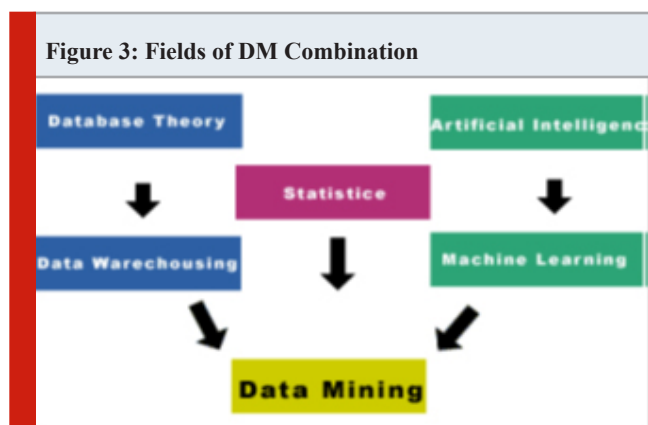 Figure 3: Fields of DM Combination
Database Theory
Artificial Intelligenc
Statistice
Data Warechousing
Machine Learning
Data Mining